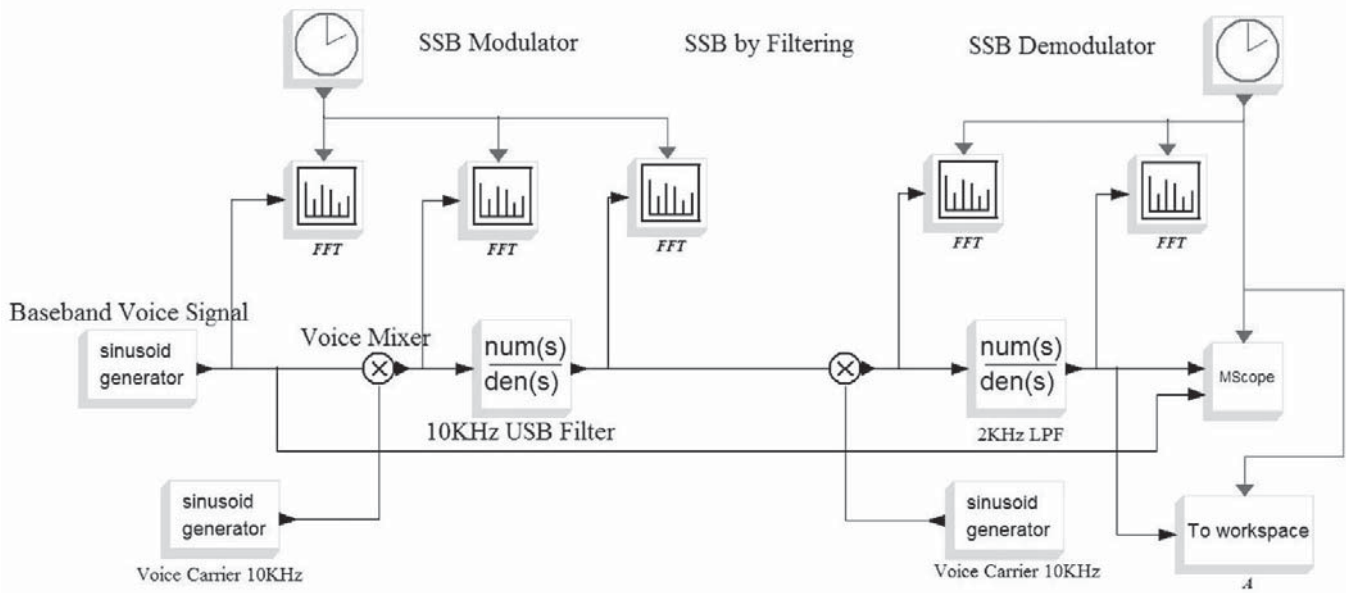 SSB Modulator
SSB by Filtering
SSB Demodulator
FFT
FFT
FFT
FFT
FFT
Baseband Voice Signal
sinusoid
generator
Voice Mixer
num(s)
den(s)
10KHz USB Filter
num(s)
den(s)
2KHz LPF
MScope
sinusoid
generator
Voice Carrier 10KHz
sinusoid
generator
Voice Carrier 10KHz
To workspace
A